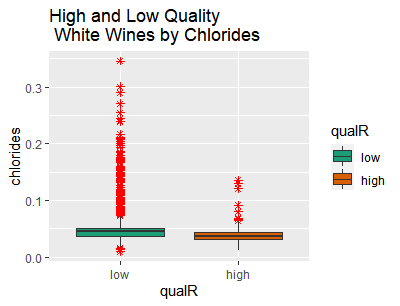 High and Low Quality
White Wines by Chlorides
chlorides
0.3
0.2
0.1
0.0
low
high
qualR
qualR
low
high